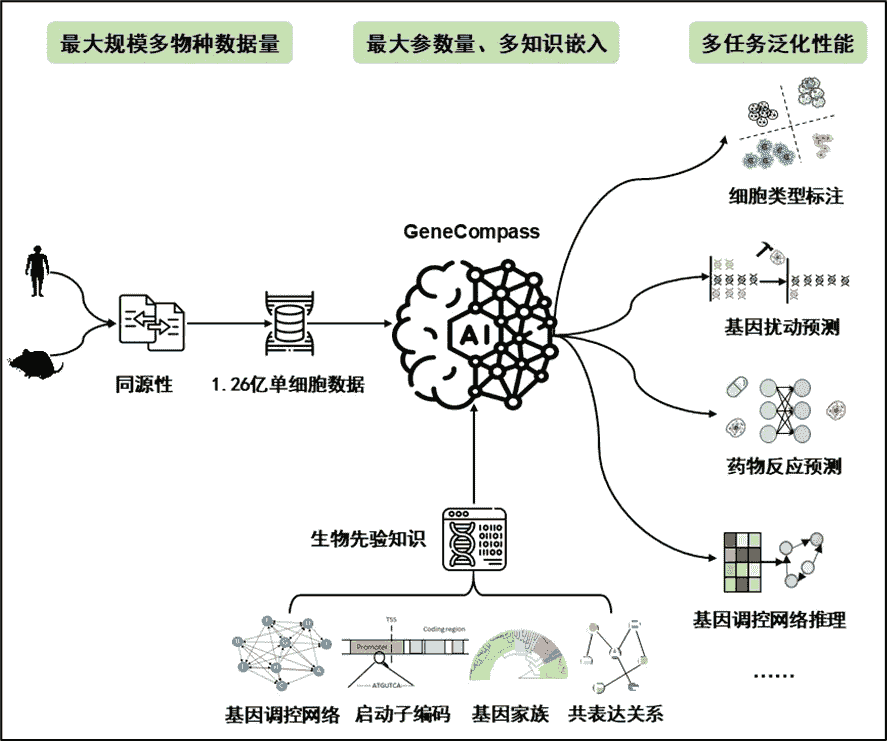 最大规模多物种数据量
最大参数量、多知识嵌入
多任务泛化性能
细胞类型标注
GeneCompass
AI
基因扰动预测
同源性
1.26亿单细胞数据
药物反应预测
生物先验知识
10110
01101
10101
11100
基因调控网络推理
TSS
Coding region
Promoter
ATGUTCA
基因调控网络
启动子编码
基因家族
共表达关系
……